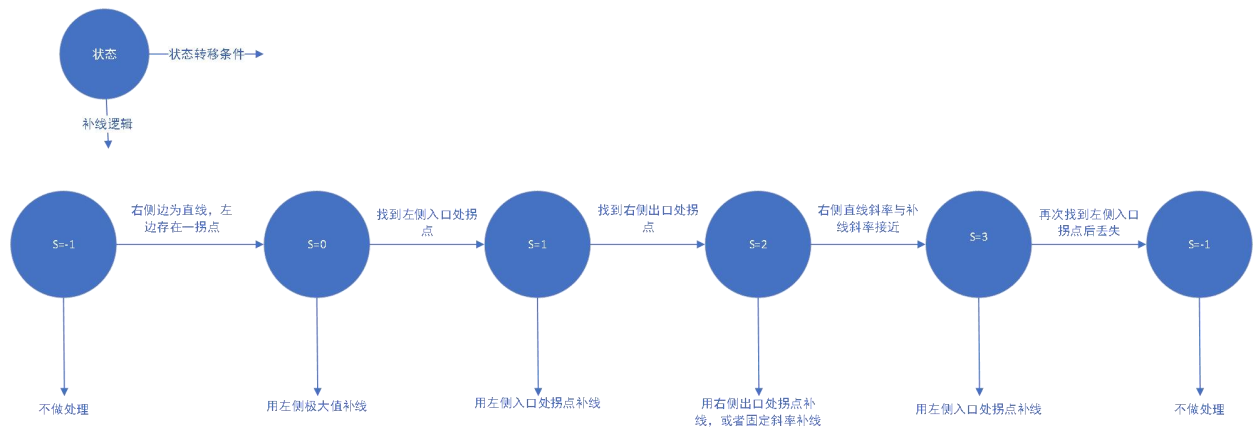 状态
状态转移条件
补线逻辑
右侧边为直线，左
边存在一拐点
找到左侧入口处拐
点
找到右侧出口处拐
点
右侧直线斜率与补
线斜率接近
再次找到左侧入口
拐点后丢失
S=-1
S=0
S=1
S=2
S=3
S=-1
不做处理
用左侧极大值补线
用左侧入口处拐点补线
用右侧出口处拐点补
线，或者固定斜率补线
用左侧入口处拐点补线
不做处理